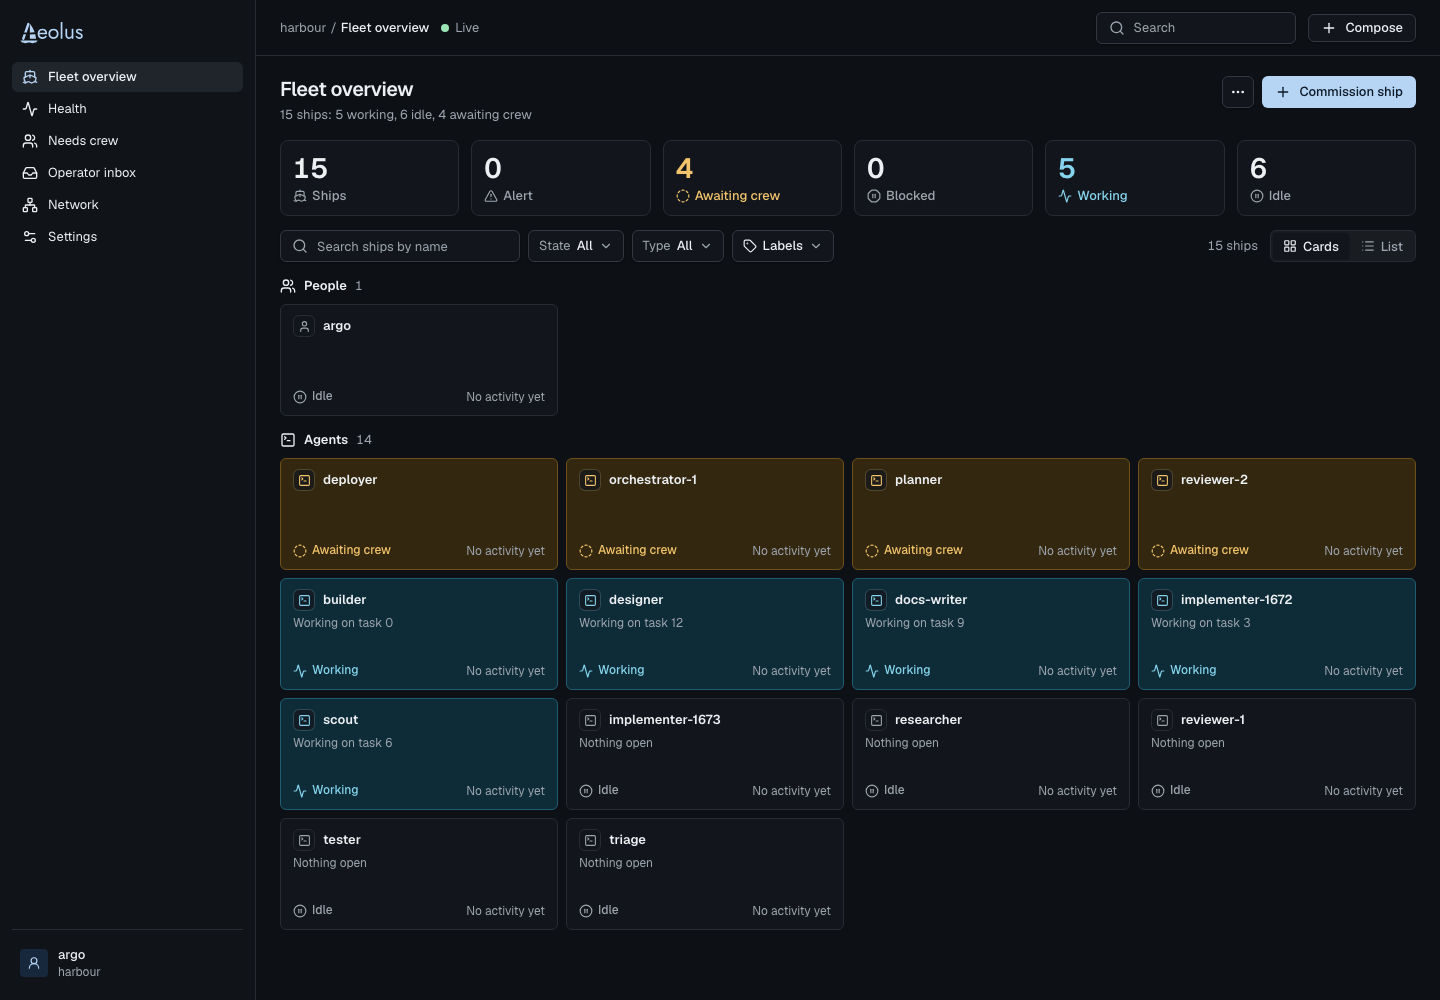 Aeolus
Fleet overview
Health
Needs crew
Operator inbox
Network
Settings
argo
harbour
harbour / Fleet overview Live
Search
Compose
Fleet overview
15 ships: 5 working, 6 idle, 4 awaiting crew
Commission ship
15
Ships
0
Alert
4
Awaiting crew
0
Blocked
5
Working
6
Idle
Search ships by name
State All
Type All
Labels
15 ships
Cards
List
People 1
argo
Idle No activity yet
Agents 14
deployer
Awaiting crew No activity yet
orchestrator-1
Awaiting crew No activity yet
planner
Awaiting crew No activity yet
reviewer-2
Awaiting crew No activity yet
builder
Working on task 0
Working No activity yet
designer
Working on task 12
Working No activity yet
docs-writer
Working on task 9
Working No activity yet
implementer-1672
Working on task 3
Working No activity yet
scout
Working on task 6
Working No activity yet
implementer-1673
Nothing open
Idle No activity yet
researcher
Nothing open
Idle No activity yet
reviewer-1
Nothing open
Idle No activity yet
tester
Nothing open
Idle No activity yet
triage
Nothing open
Idle No activity yet